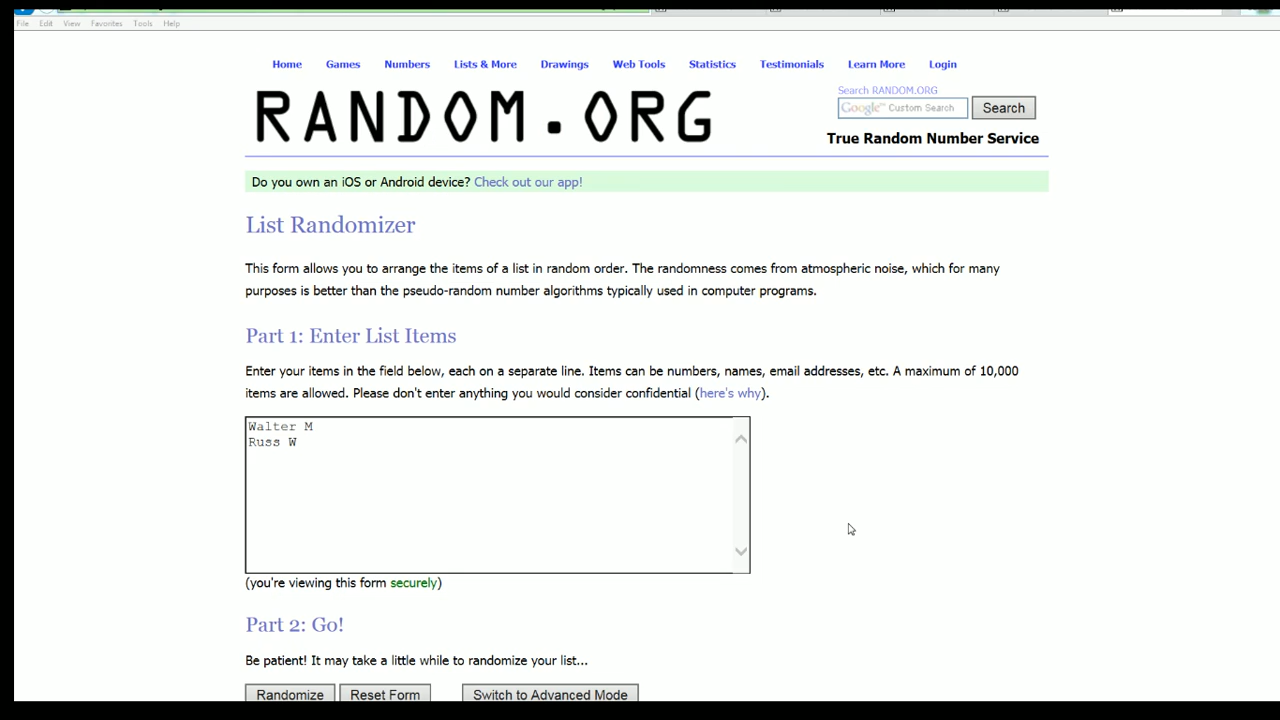 File Edit View Favorites Tools Help
Home Games Numbers Lists & More Drawings Web Tools Statistics Testimonials Learn More Login
RANDOM.ORG
Search RANDOM.ORG
Google™ Custom Search Search
True Random Number Service
Do you own an iOS or Android device? Check out our app!
List Randomizer
This form allows you to arrange the items of a list in random order. The randomness comes from atmospheric noise, which for many
purposes is better than the pseudo-random number algorithms typically used in computer programs.
Part 1: Enter List Items
Enter your items in the field below, each on a separate line. Items can be numbers, names, email addresses, etc. A maximum of 10,000
items are allowed. Please don't enter anything you would consider confidential (here's why).
Walter M
Russ W
(you're viewing this form securely)
Part 2: Go!
Be patient! It may take a little while to randomize your list...
Randomize Reset Form Switch to Advanced Mode